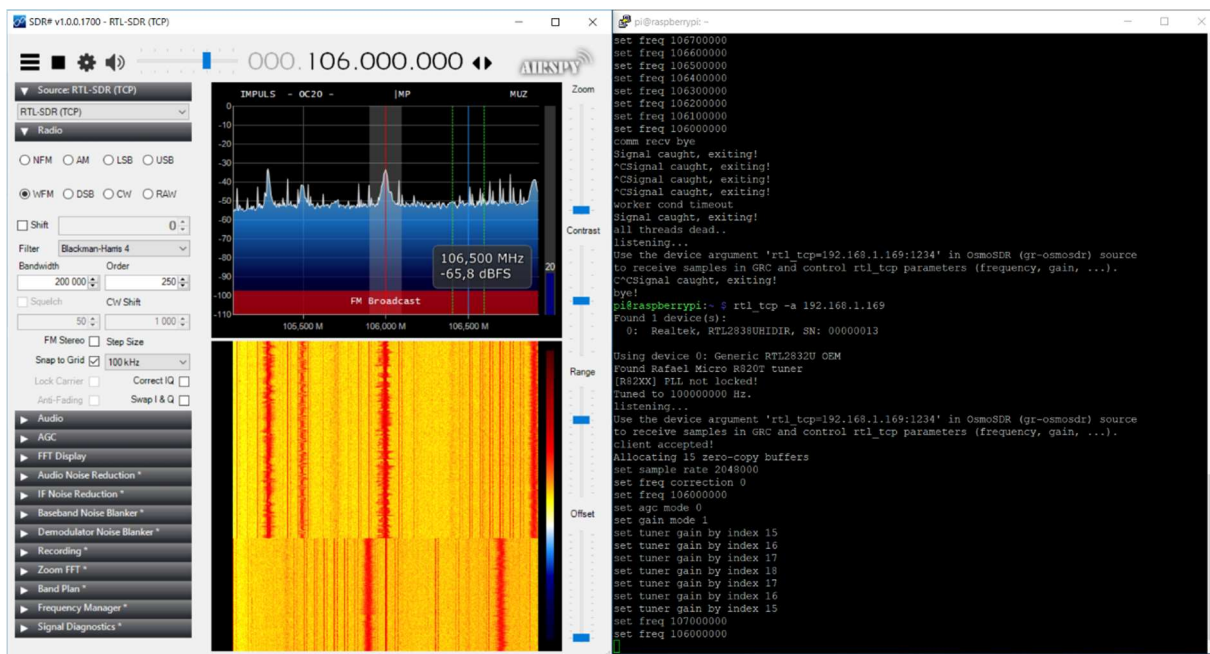 SDR# v1.0.0.1700 - RTL-SDR (TCP)
000.106.000.000
AIRSPY
Source: RTL-SDR (TCP)
RTL-SDR (TCP)
Radio
NFM AM LSB USB
WFM DSB CW RAW
Shift 0
Filter Blackman-Harris 4
Bandwidth Order
200 000 250
Squelch CW Shift
50 1 000
FM Stereo Step Size
Snap to Grid 100 kHz
Lock Carrier Correct IQ
Anti-Fading Swap I & Q
Audio
AGC
FFT Display
Audio Noise Reduction *
IF Noise Reduction *
Baseband Noise Blanker *
Demodulator Noise Blanker *
Recording *
Zoom FFT *
Band Plan *
Frequency Manager *
Signal Diagnostics *
IMPULS - OC20 - |MP MUZ
0
-10
-20
-30
-40
-50
-60
-70
-80
-90
-100
-110
106,500 MHz
-65,8 dBFS
20
FM Broadcast
105,500 M 106,000 M 106,500 M
Zoom
Contrast
Range
Offset
pi@raspberrypi: ~
set freq 106700000
set freq 106600000
set freq 106500000
set freq 106400000
set freq 106300000
set freq 106200000
set freq 106100000
set freq 106000000
comm recv bye
Signal caught, exiting!
^CSignal caught, exiting!
^CSignal caught, exiting!
^CSignal caught, exiting!
worker cond timeout
Signal caught, exiting!
all threads dead..
listening...
Use the device argument 'rtl_tcp=192.168.1.169:1234' in OsmoSDR (gr-osmosdr) source
to receive samples in GRC and control rtl_tcp parameters (frequency, gain, ...).
C^CSignal caught, exiting!
bye!
pi@raspberrypi:~ $ rtl_tcp -a 192.168.1.169
Found 1 device(s):
0: Realtek, RTL2838UHIDIR, SN: 00000013
Using device 0: Generic RTL2832U OEM
Found Rafael Micro R820T tuner
[R82XX] PLL not locked!
Tuned to 100000000 Hz.
listening...
Use the device argument 'rtl_tcp=192.168.1.169:1234' in OsmoSDR (gr-osmosdr) source
to receive samples in GRC and control rtl_tcp parameters (frequency, gain, ...).
client accepted!
Allocating 15 zero-copy buffers
set sample rate 2048000
set freq correction 0
set freq 106000000
set agc mode 0
set gain mode 1
set tuner gain by index 15
set tuner gain by index 16
set tuner gain by index 17
set tuner gain by index 18
set tuner gain by index 17
set tuner gain by index 16
set tuner gain by index 15
set freq 107000000
set freq 106000000